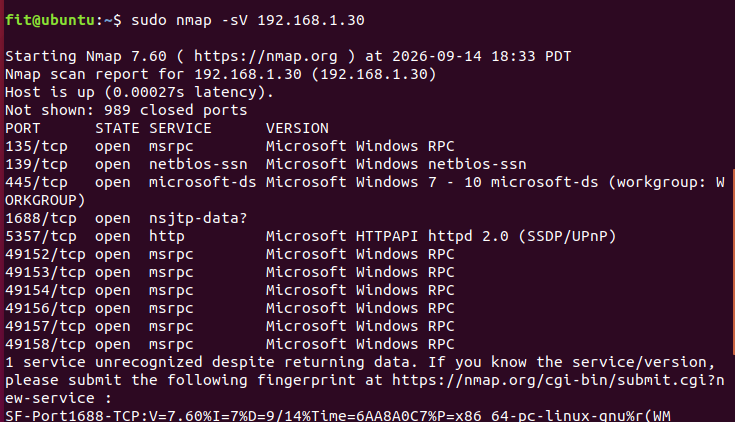 fit@ubuntu:~$ sudo nmap -sV 192.168.1.30
Starting Nmap 7.60 ( https://nmap.org ) at 2026-09-14 18:33 PDT
Nmap scan report for 192.168.1.30 (192.168.1.30)
Host is up (0.00027s latency).
Not shown: 989 closed ports
PORT      STATE SERVICE      VERSION
135/tcp   open  msrpc        Microsoft Windows RPC
139/tcp   open  netbios-ssn  Microsoft Windows netbios-ssn
445/tcp   open  microsoft-ds Microsoft Windows 7 - 10 microsoft-ds (workgroup: W
ORKGROUP)
1688/tcp  open  nsjtp-data?
5357/tcp  open  http         Microsoft HTTPAPI httpd 2.0 (SSDP/UPnP)
49152/tcp open  msrpc        Microsoft Windows RPC
49153/tcp open  msrpc        Microsoft Windows RPC
49154/tcp open  msrpc        Microsoft Windows RPC
49156/tcp open  msrpc        Microsoft Windows RPC
49157/tcp open  msrpc        Microsoft Windows RPC
49158/tcp open  msrpc        Microsoft Windows RPC
1 service unrecognized despite returning data. If you know the service/version,
please submit the following fingerprint at https://nmap.org/cgi-bin/submit.cgi?n
ew-service :
SF-Port1688-TCP:V=7.60%I=7%D=9/14%Time=6AA8A0C7%P=x86_64-pc-linux-gnu%r(WM